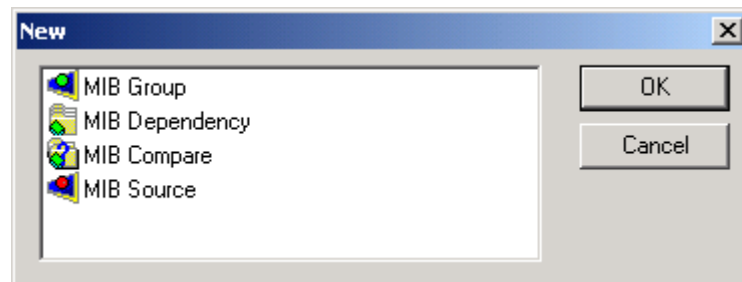 New
MIB Group
MIB Dependency
MIB Compare
MIB Source
OK
Cancel